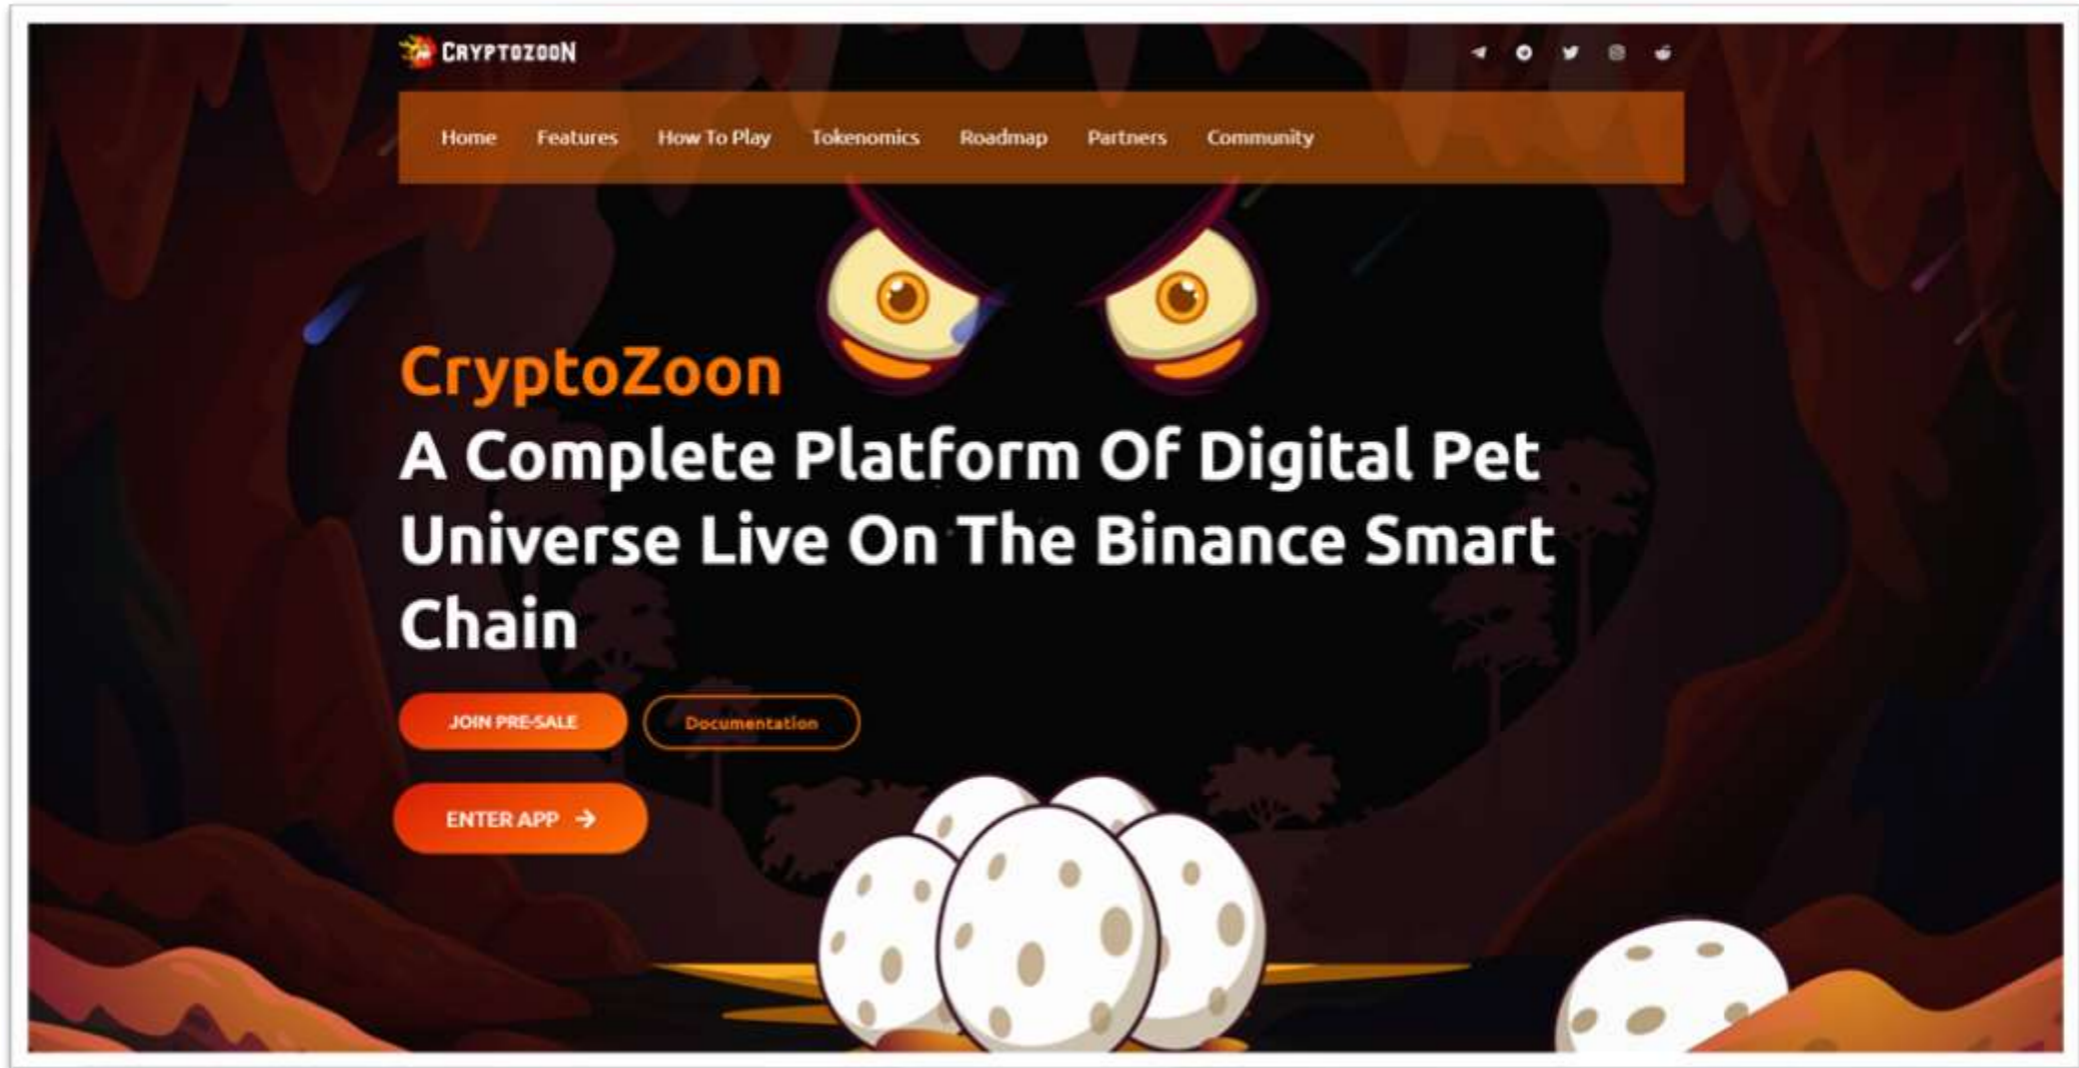 CRYPTOZOON
Home Features How To Play Tokenomics Roadmap Partners Community
CryptoZoon
A Complete Platform Of Digital Pet
Universe Live On The Binance Smart
Chain
JOIN PRE-SALE Documentation
ENTER APP →